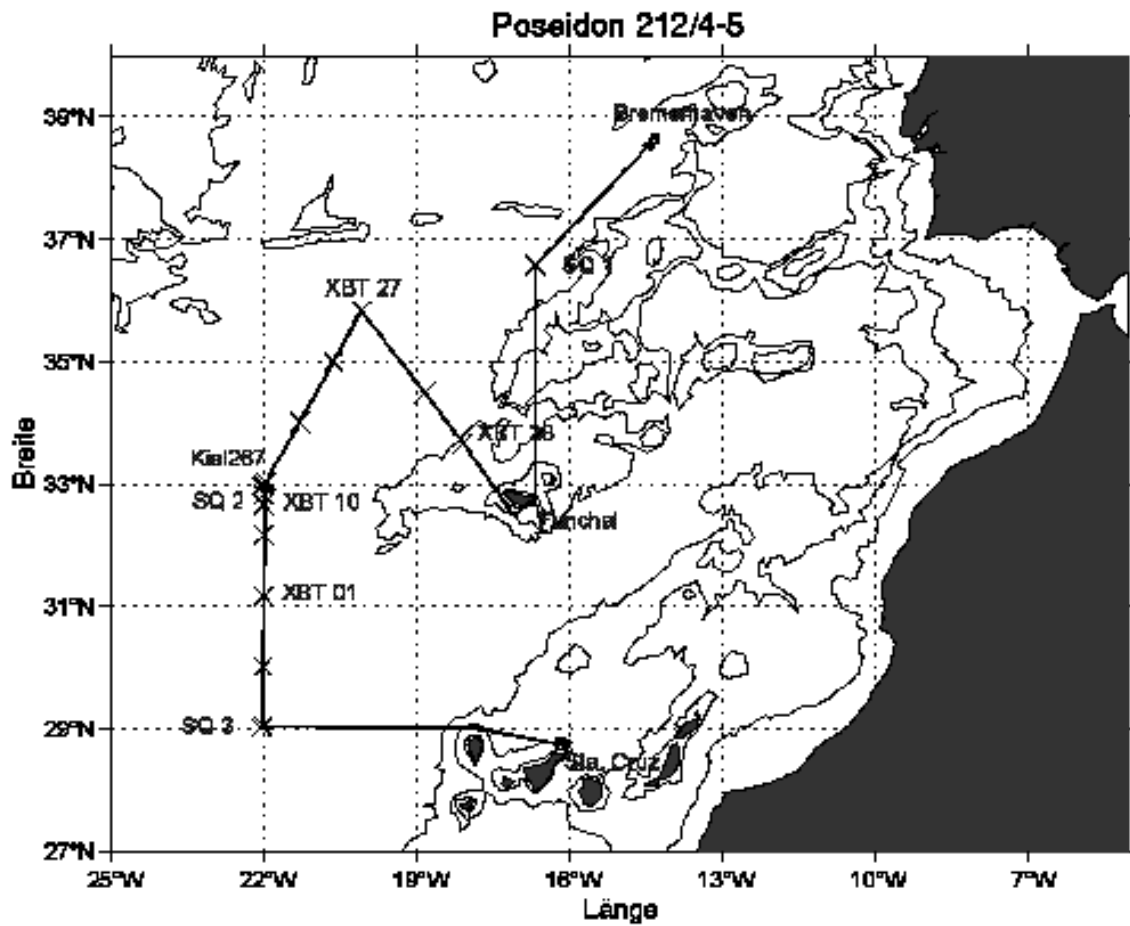 Poseidon 212/4-5
39°N
Bremerhaven
37°N
SQ 1
XBT 27
35°N
XBT 28
Kiel267
33°N
SQ 2
XBT 10
Funchal
31°N
XBT 01
29°N
SQ 3
Sta. Cruz
27°N
25°W
22°W
19°W
16°W
13°W
10°W
7°W
Länge
Breite